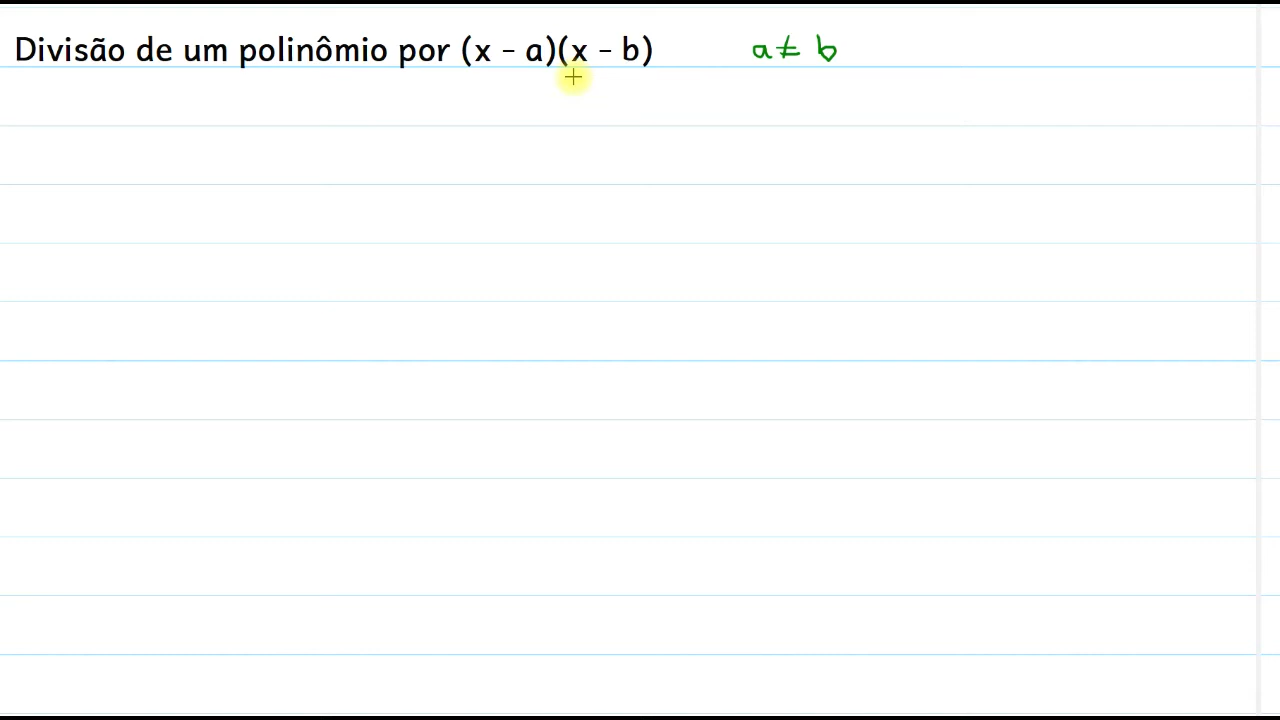 Divisão de um polinômio por (x - a)(x - b) a ≠ b